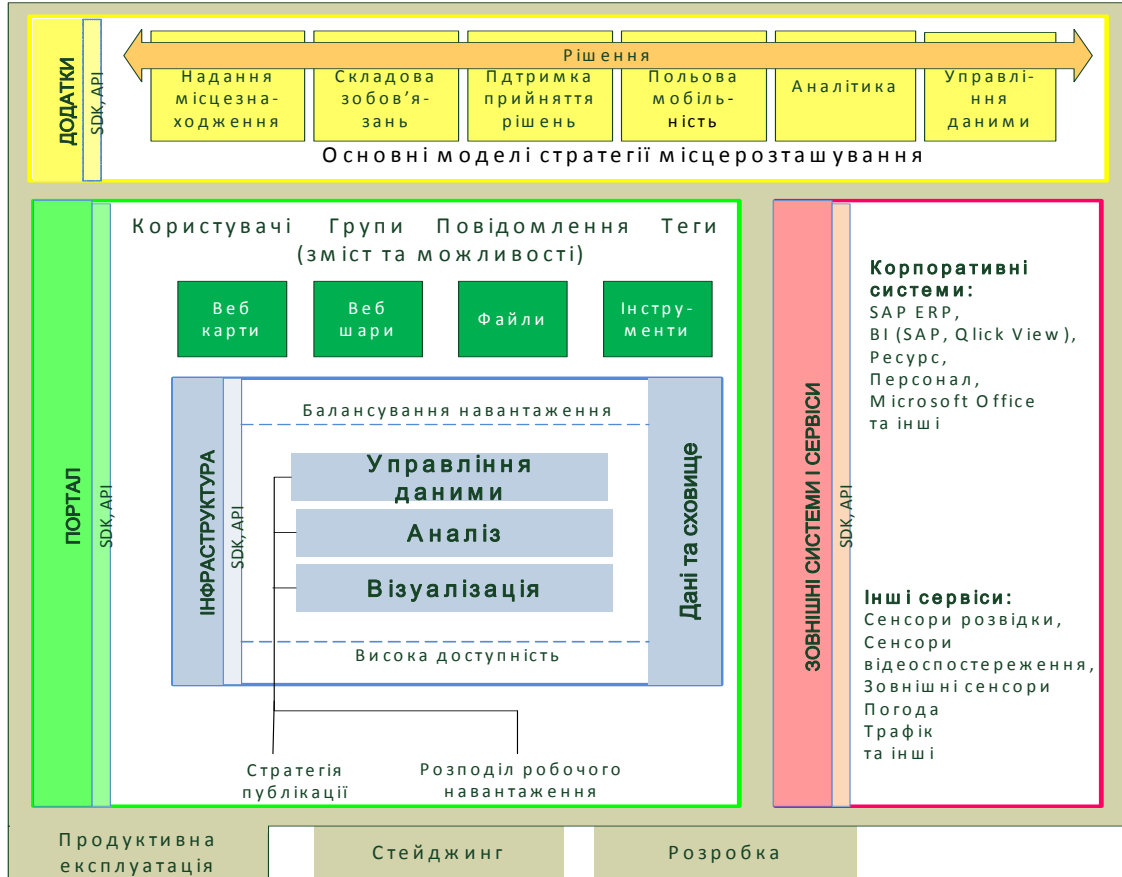 Рішення
ДОДАТКИ
SDK, API
Надання
місцезна-
ходження
Складова
зобов'я-
зань
Пдтримка
прийняття
рішень
Польова
мобіль-
ність
Аналітика
Управлі-
ння
даними
Основні моделі стратегії місцерозташування
ПОРТАЛ
SDK, API
Користувачі Групи Повідомлення Теги
(зміст та можливості)
Веб
карти
Веб
шари
Файли
Інстру-
менти
ІНФРАСТРУКТУРА
SDK, API
Балансування навантаження
Управління
даними
Аналіз
Візуалізація
Висока доступність
Дані та сховище
Стратегія
публікації
Розподіл робочого
навантаження
ЗОВНІШНІ СИСТЕМИ І СЕРВІСИ
SDK, API
Корпоративні
системи:
SAP ERP,
BI (SAP, Qlick View),
Ресурс,
Персонал,
Microsoft Office
та інші
Інші сервіси:
Сенсори розвідки,
Сенсори
відеоспостереження,
Зовнішні сенсори
Погода
Трафік
та інші
Продуктивна
експлуатація
Стейджинг
Розробка